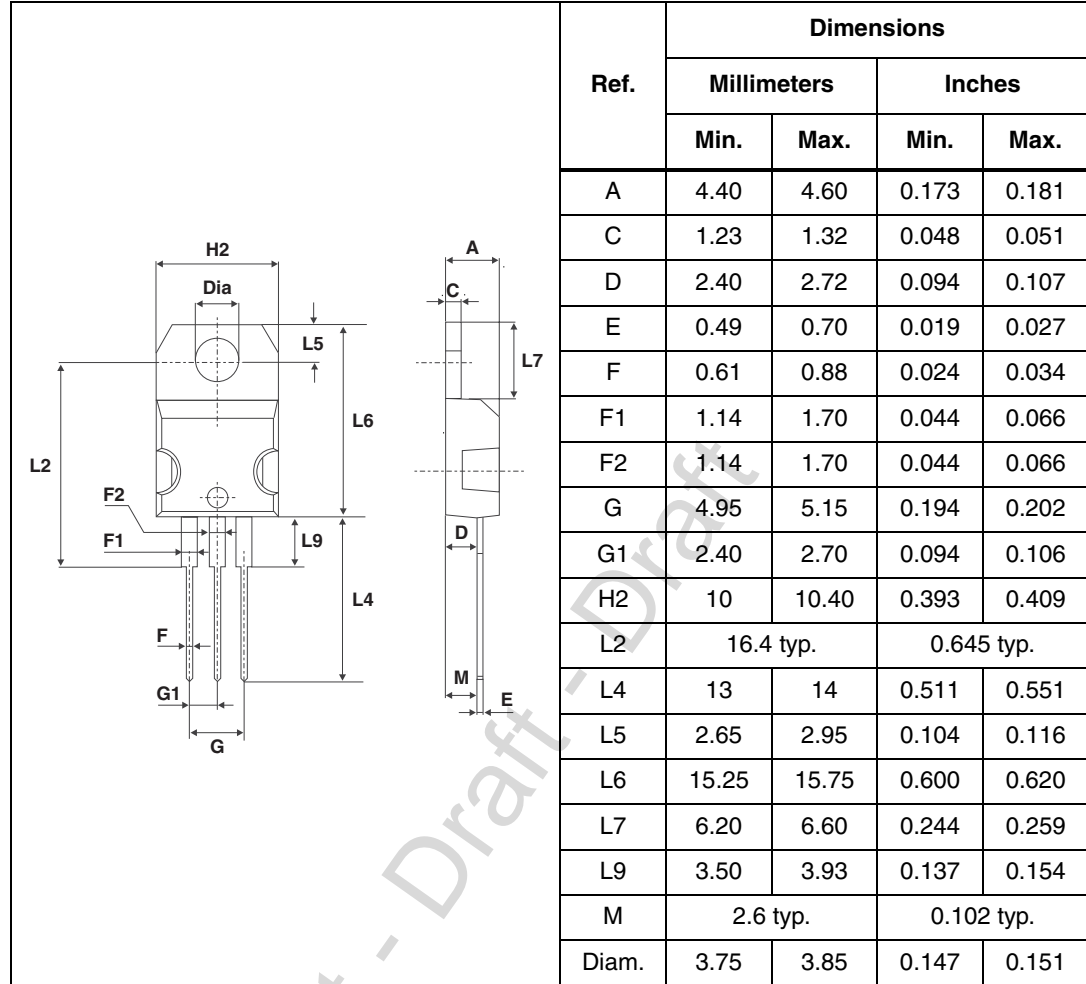 Ref. Dimensions
Millimeters Inches
Min. Max. Min. Max.
A 4.40 4.60 0.173 0.181
C 1.23 1.32 0.048 0.051
D 2.40 2.72 0.094 0.107
E 0.49 0.70 0.019 0.027
F 0.61 0.88 0.024 0.034
F1 1.14 1.70 0.044 0.066
F2 1.14 1.70 0.044 0.066
G 4.95 5.15 0.194 0.202
G1 2.40 2.70 0.094 0.106
H2 10 10.40 0.393 0.409
L2 16.4 typ. 0.645 typ.
L4 13 14 0.511 0.551
L5 2.65 2.95 0.104 0.116
L6 15.25 15.75 0.600 0.620
L7 6.20 6.60 0.244 0.259
L9 3.50 3.93 0.137 0.154
M 2.6 typ. 0.102 typ.
Diam. 3.75 3.85 0.147 0.151
H2
Dia
L5
L6
L2
F2
F1
L9
L4
F
G1
G
A
C
L7
D
M
E
Draft - Draft -